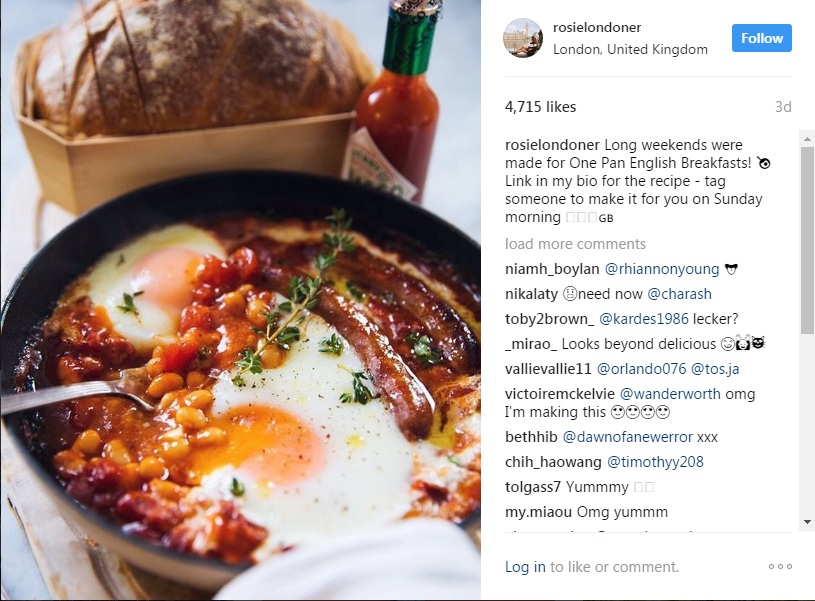 rosielondoner
London, United Kingdom
Follow
4,715 likes
3d
rosielondoner Long weekends were
made for One Pan English Breakfasts!
Link in my bio for the recipe - tag
someone to make it for you on Sunday
morning GB
load more comments
niamh_boylan @rhiannonyoung
nikalaty need now @charash
toby2brown_ @kardes1986 lecker?
_mirao_ Looks beyond delicious
vallievallie11 @orlando076 @tos.ja
victoiremckelvie @wanderworth omg
I'm making this
bethhib @dawnofanewerror xxx
chih_haowang @timothyy208
tolgass7 Yummmy
my.miaou Omg yummm
Log in to like or comment.